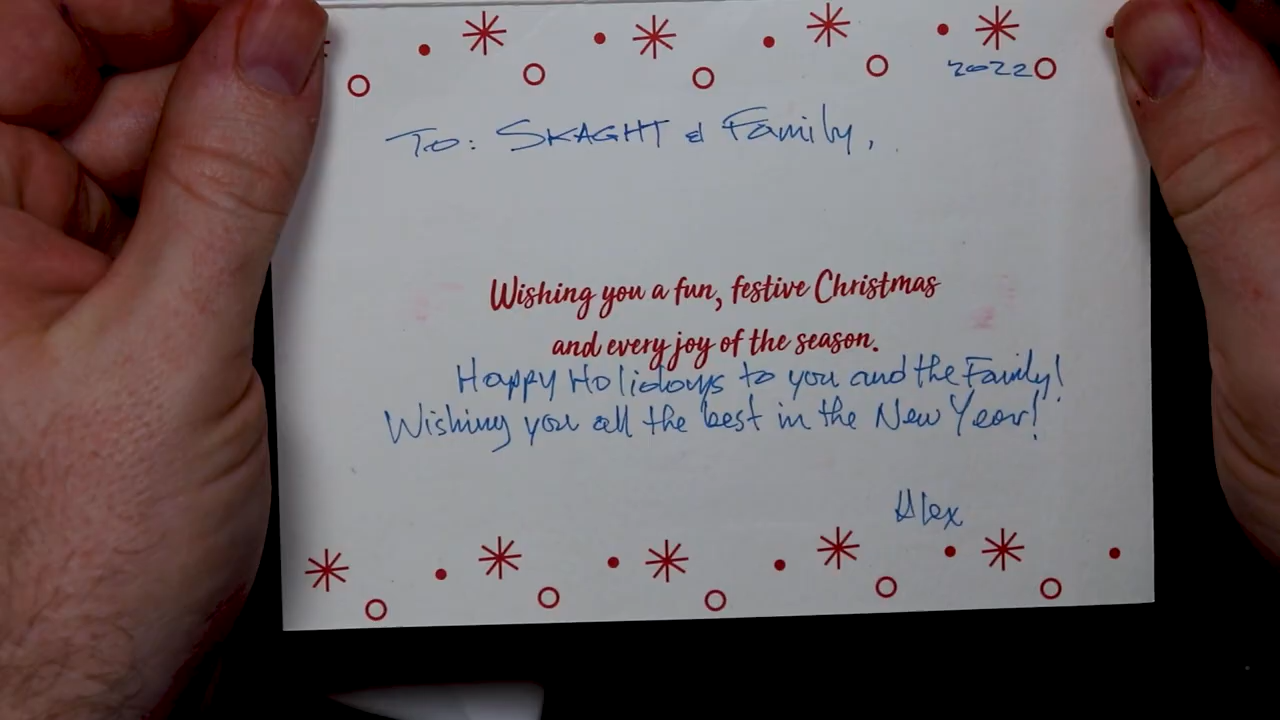 2022
To: SKAGHT & Family,
Wishing you a fun, festive Christmas
and every joy of the season.
Happy Holidays to you and the Family!
Wishing you all the best in the New Year!
Alex